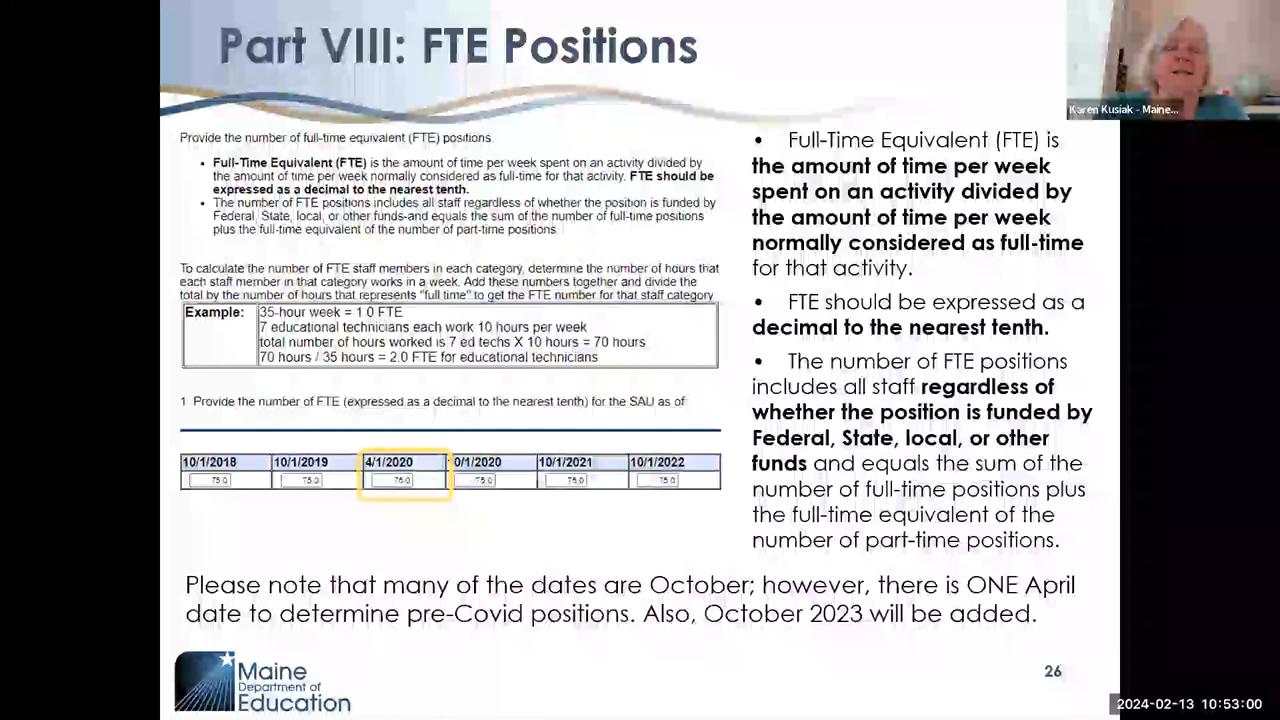 Part VIII: FTE Positions
Karen Kusiak - Maine...
Provide the number of full-time equivalent (FTE) positions.
• Full-Time Equivalent (FTE) is the amount of time per week spent on an activity divided by
the amount of time per week normally considered as full-time for that activity. FTE should be
expressed as a decimal to the nearest tenth.
• The number of FTE positions includes all staff regardless of whether the position is funded by
Federal, State, local, or other funds-and equals the sum of the number of full-time positions
plus the full-time equivalent of the number of part-time positions.
To calculate the number of FTE staff members in each category, determine the number of hours that
each staff member in that category works in a week. Add these numbers together and divide the
total by the number of hours that represents "full time" to get the FTE number for that staff category.
Example: 35-hour week = 1.0 FTE
7 educational technicians each work 10 hours per week
total number of hours worked is 7 ed techs X 10 hours = 70 hours
70 hours / 35 hours = 2.0 FTE for educational technicians
1 Provide the number of FTE (expressed as a decimal to the nearest tenth) for the SAU as of:
10/1/2018 10/1/2019 4/1/2020 10/1/2020 10/1/2021 10/1/2022
75.0 75.0 75.0 75.0 75.0 75.0
• Full-Time Equivalent (FTE) is
the amount of time per week
spent on an activity divided by
the amount of time per week
normally considered as full-time
for that activity.
• FTE should be expressed as a
decimal to the nearest tenth.
• The number of FTE positions
includes all staff regardless of
whether the position is funded by
Federal, State, local, or other
funds and equals the sum of the
number of full-time positions plus
the full-time equivalent of the
number of part-time positions.
Please note that many of the dates are October; however, there is ONE April
date to determine pre-Covid positions. Also, October 2023 will be added.
Maine
Department of
Education
26
2024-02-13 10:53:00